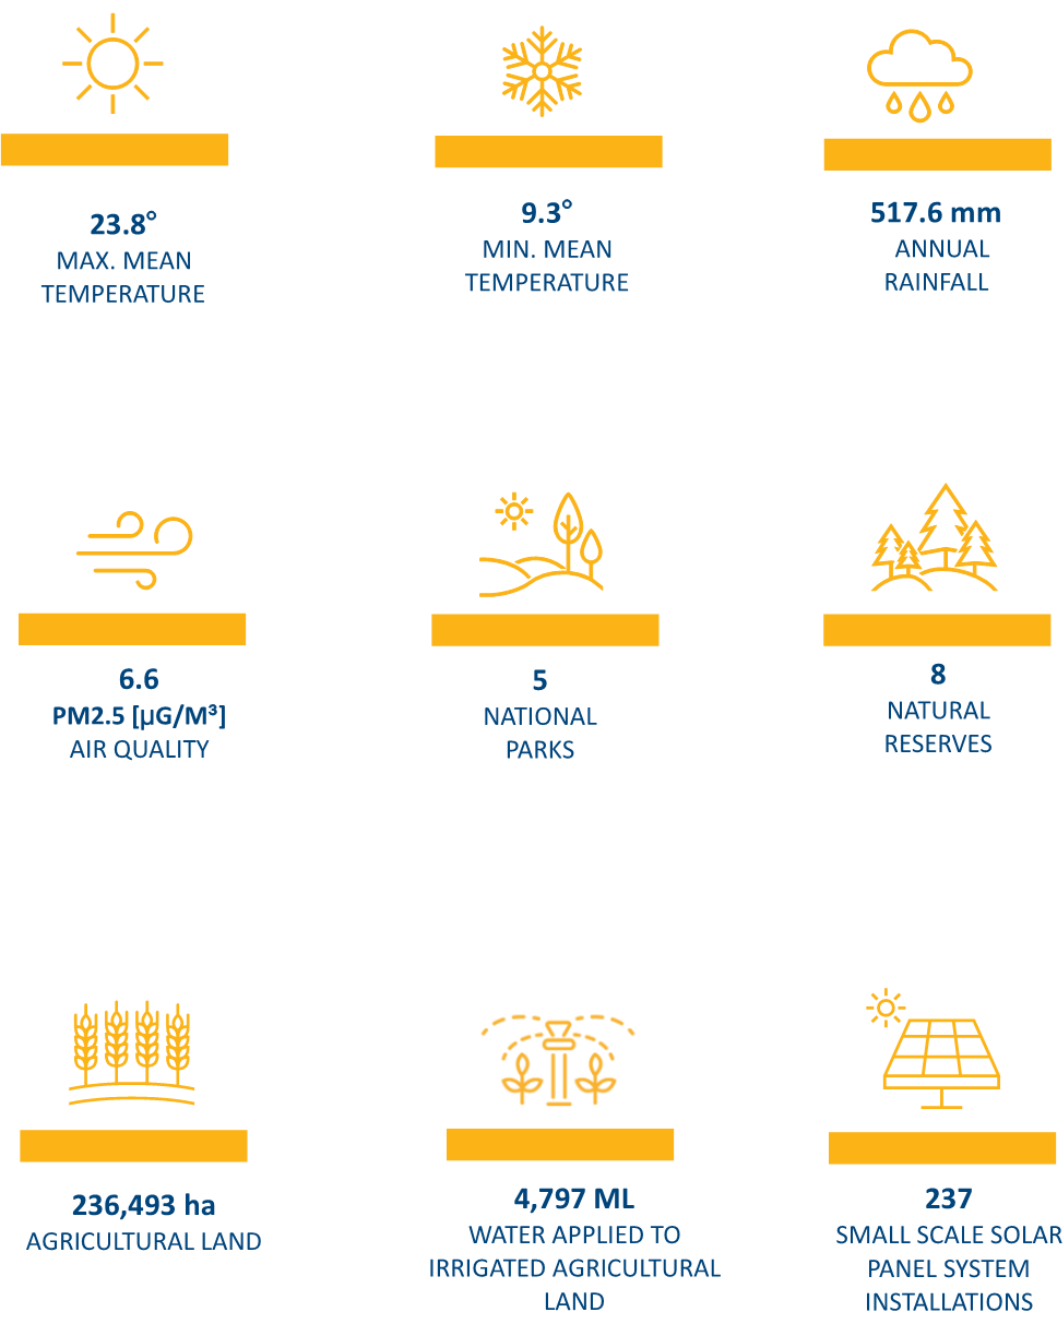 23.8°
MAX. MEAN
TEMPERATURE
9.3°
MIN. MEAN
TEMPERATURE
517.6 mm
ANNUAL
RAINFALL
6.6
PM2.5 [µG/M³]
AIR QUALITY
5
NATIONAL
PARKS
8
NATURAL
RESERVES
236,493 ha
AGRICULTURAL LAND
4,797 ML
WATER APPLIED TO
IRRIGATED AGRICULTURAL
LAND
237
SMALL SCALE SOLAR
PANEL SYSTEM
INSTALLATIONS